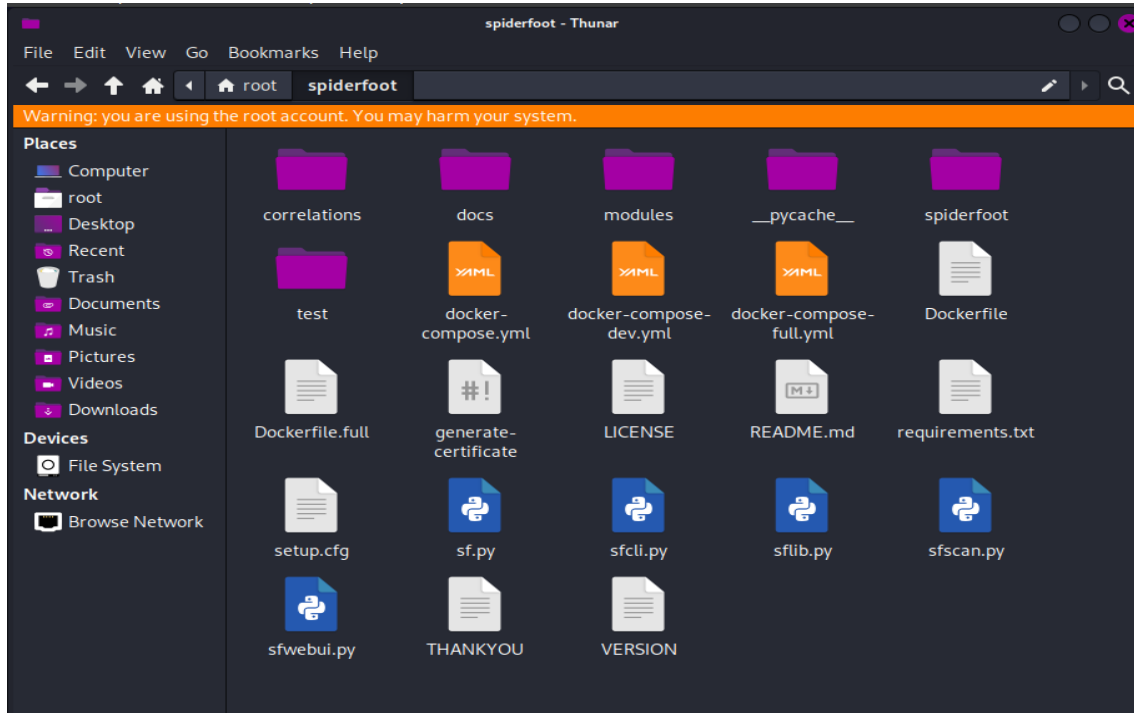 spiderfoot - Thunar
File Edit View Go Bookmarks Help
root spiderfoot
Warning: you are using the root account. You may harm your system.
Places
Computer
root
Desktop
Recent
Trash
Documents
Music
Pictures
Videos
Downloads
Devices
File System
Network
Browse Network
correlations docs modules __pycache__ spiderfoot
YAML YAML YAML
test docker- docker-compose- docker-compose- Dockerfile
compose.yml dev.yml full.yml
#! M↓
Dockerfile.full generate- LICENSE README.md requirements.txt
certificate
setup.cfg sf.py sfcli.py sflib.py sfscan.py
sfwebui.py THANKYOU VERSION